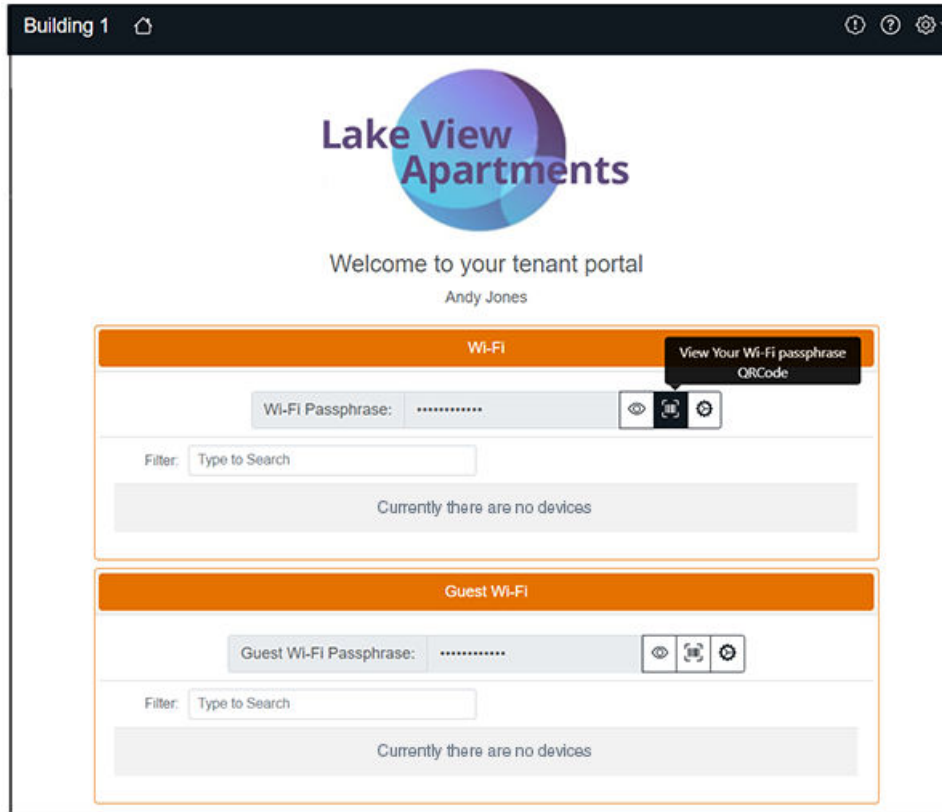 Building 1
Lake View
Apartments
Welcome to your tenant portal
Andy Jones
Wi-Fi
View Your Wi-Fi passphrase
QRCode
Wi-Fi Passphrase: ••••••••••••
Filter: Type to Search
Currently there are no devices
Guest Wi-Fi
Guest Wi-Fi Passphrase: ••••••••••••
Filter: Type to Search
Currently there are no devices